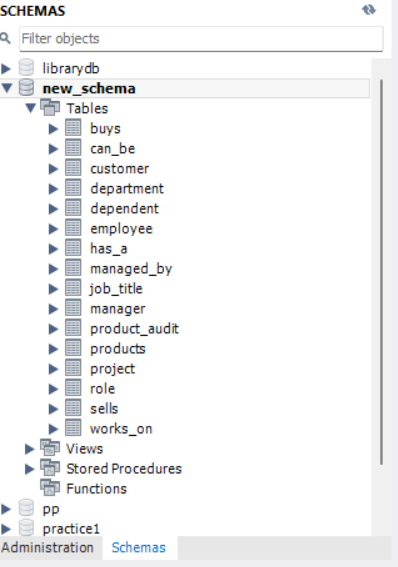 SCHEMAS
Filter objects
librarydb
new_schema
Tables
buys
can_be
customer
department
dependent
employee
has_a
managed_by
job_title
manager
product_audit
products
project
role
sells
works_on
Views
Stored Procedures
Functions
pp
practice1
Administration Schemas